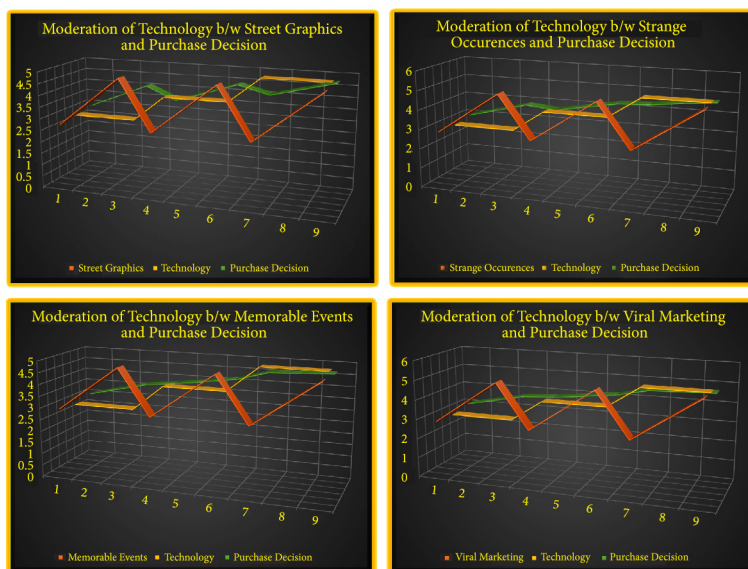 Moderation of Technology b/w Street Graphics
and Purchase Decision
5
4.5
4
3.5
3
2.5
2
1.5
1
0.5
0
1 2 3 4 5 6 7 8 9
Street Graphics Technology Purchase Decision
Moderation of Technology b/w Strange
Occurences and Purchase Decision
6
5
4
3
2
1
0
1 2 3 4 5 6 7 8 9
Strange Occurences Technology Purchase Decision
Moderation of Technology b/w Memorable Events
and Purchase Decision
5
4.5
4
3.5
3
2.5
2
1.5
1
0.5
0
1 2 3 4 5 6 7 8 9
Memorable Events Technology Purchase Decision
Moderation of Technology b/w Viral Marketing
and Purchase Decision
6
5
4
3
2
1
0
1 2 3 4 5 6 7 8 9
Viral Marketing Technology Purchase Decision